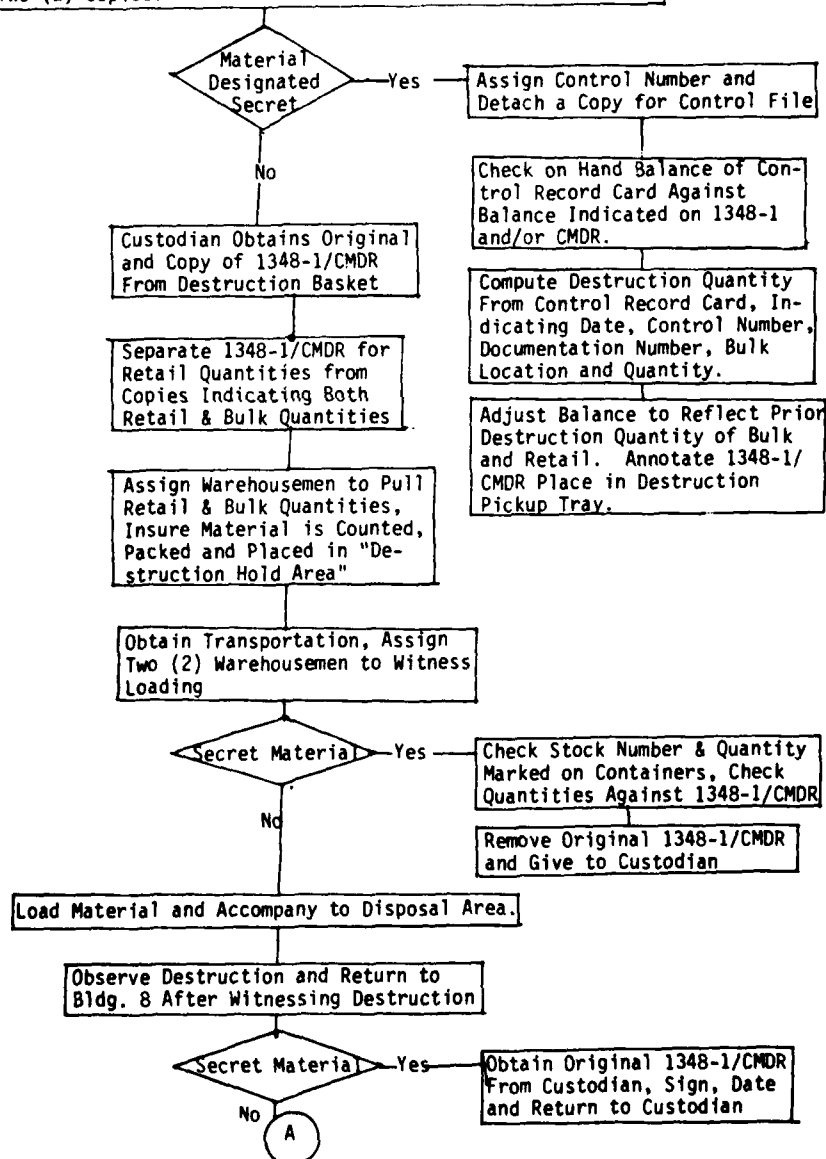 Material
Designated
Secret
Yes
Assign Control Number and
Detach a Copy for Control File
No
Check on Hand Balance of Con-
trol Record Card Against
Balance Indicated on 1348-1
and/or CMDR.
Custodian Obtains Original
and Copy of 1348-1/CMDR
From Destruction Basket
Compute Destruction Quantity
From Control Record Card, In-
dicating Date, Control Number,
Documentation Number, Bulk
Location and Quantity.
Separate 1348-1/CMDR for
Retail Quantities from
Copies Indicating Both
Retail & Bulk Quantities
Adjust Balance to Reflect Prior
Destruction Quantity of Bulk
and Retail. Annotate 1348-1/
CMDR Place in Destruction
Pickup Tray.
Assign Warehousemen to Pull
Retail & Bulk Quantities,
Insure Material is Counted,
Packed and Placed in "De-
struction Hold Area"
Obtain Transportation, Assign
Two (2) Warehousemen to Witness
Loading
Secret Material
Yes
Check Stock Number & Quantity
Marked on Containers, Check
Quantities Against 1348-1/CMDR
No
Remove Original 1348-1/CMDR
and Give to Custodian
Load Material and Accompany to Disposal Area.
Observe Destruction and Return to
Bldg. 8 After Witnessing Destruction
Secret Material
Yes
Obtain Original 1348-1/CMDR
From Custodian, Sign, Date
and Return to Custodian
No
A